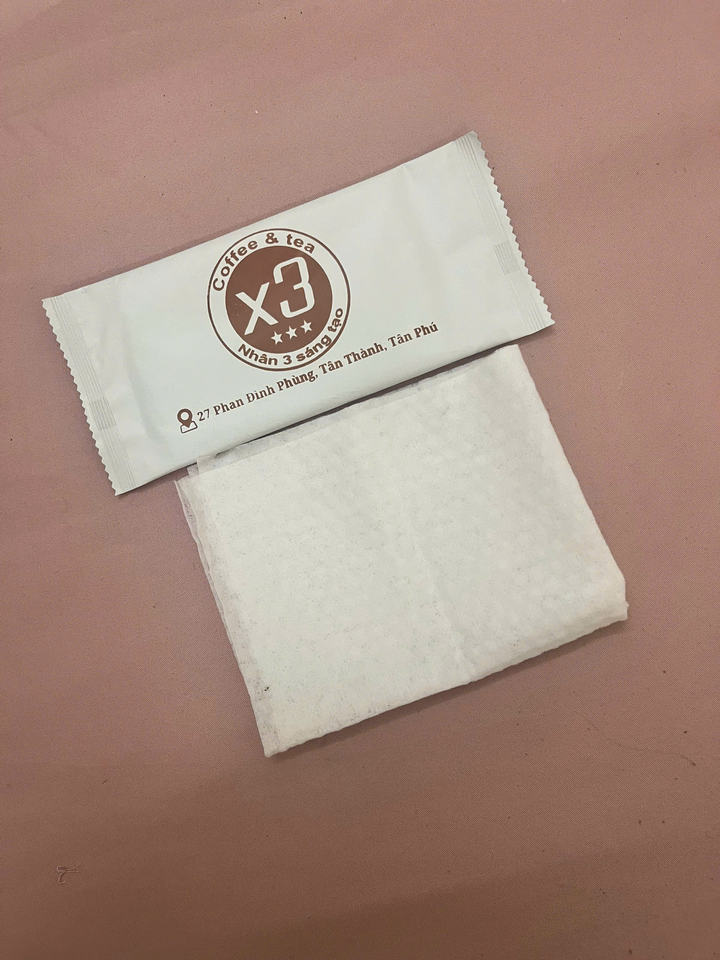 Coffee & tea
x3
Nhân 3 sáng tạo
27 Phan Đình Phùng, Tân Thành, Tân Phú